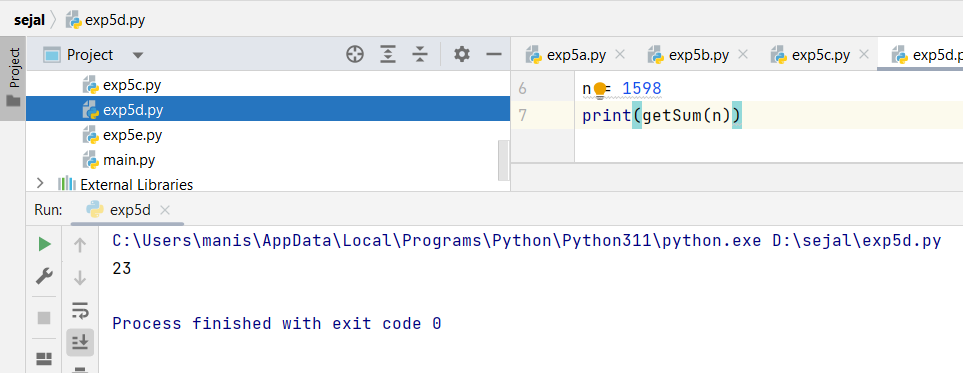 sejal exp5d.py
Project
Project
exp5c.py
exp5d.py
exp5e.py
main.py
External Libraries
exp5a.py exp5b.py exp5c.py exp5d.p
6 n = 1598
7 print(getSum(n))
Run: exp5d
C:\Users\manis\AppData\Local\Programs\Python\Python311\python.exe D:\sejal\exp5d.py
23
Process finished with exit code 0